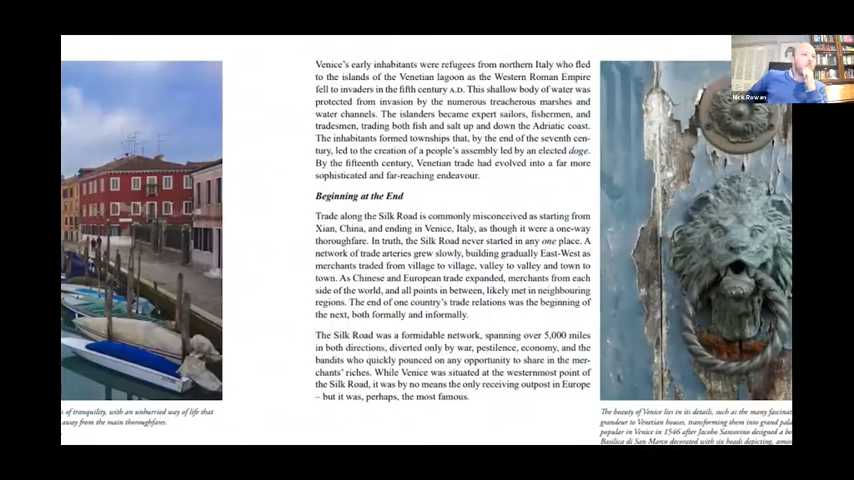 Venice's early inhabitants were refugees from northern Italy who fled
to the islands of the Venetian lagoon as the Western Roman Empire
fell to invaders in the fifth century A.D. This shallow body of water was
protected from invasion by the numerous treacherous marshes and
water channels. The islanders became expert sailors, fishermen, and
tradesmen, trading both fish and salt up and down the Adriatic coast.
The inhabitants formed townships that, by the end of the seventh cen-
tury, led to the creation of a people's assembly led by an elected doge.
By the fifteenth century, Venetian trade had evolved into a far more
sophisticated and far-reaching endeavour.
Beginning at the End
Trade along the Silk Road is commonly misconceived as starting from
Xian, China, and ending in Venice, Italy, as though it were a one-way
thoroughfare. In truth, the Silk Road never started in any one place. A
network of trade arteries grew slowly, building gradually East-West as
merchants traded from village to village, valley to valley and town to
town. As Chinese and European trade expanded, merchants from each
side of the world, and all points in between, likely met in neighbouring
regions. The end of one country's trade relations was the beginning of
the next, both formally and informally.
The Silk Road was a formidable network, spanning over 5,000 miles
in both directions, diverted only by war, pestilence, economy, and the
bandits who quickly pounced on any opportunity to share in the mer-
chants' riches. While Venice was situated at the westernmost point of
the Silk Road, it was by no means the only receiving outpost in Europe
– but it was, perhaps, the most famous.
s of tranquility, with an unhurried way of life that
away from the main thoroughfares.
The beauty of Venice lies in its details, such as the many fascinat
grandeur to Venetian houses, transforming them into grand pala
popular in Venice in 1546 after Jacobo Sansovino designed a bo
Basilica di San Marco decorated with six heads depicting, amon
Nick Rowan